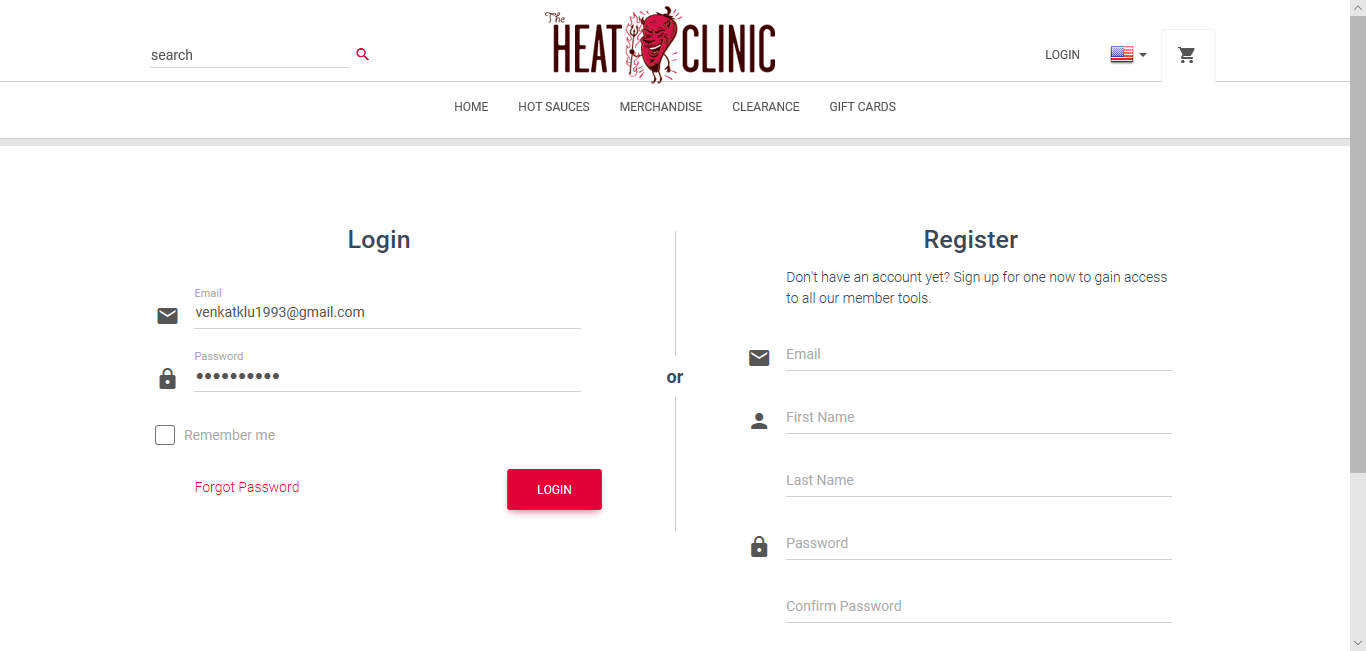 The
HEAT CLINIC
search
LOGIN
HOME HOT SAUCES MERCHANDISE CLEARANCE GIFT CARDS
Login
Email
venkatklu1993@gmail.com
Password
••••••••••
Remember me
Forgot Password
LOGIN
or
Register
Don't have an account yet? Sign up for one now to gain access
to all our member tools.
Email
First Name
Last Name
Password
Confirm Password